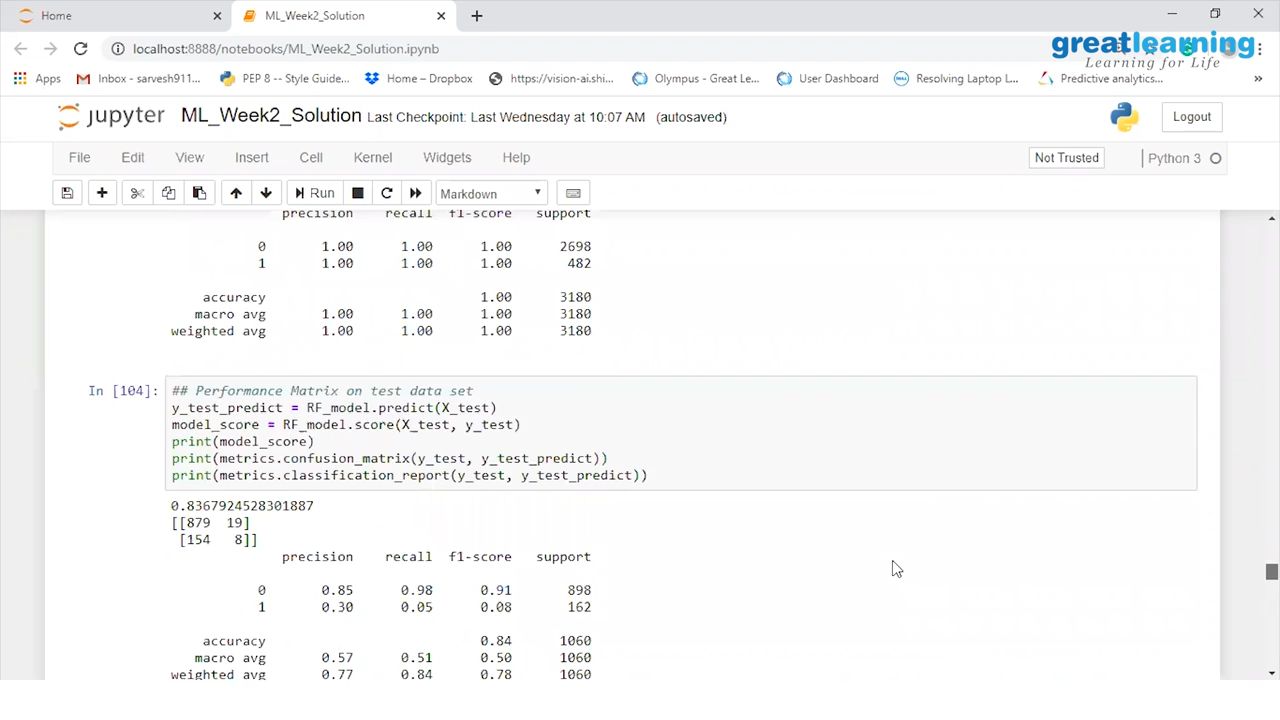 Home
ML_Week2_Solution
localhost:8888/notebooks/ML_Week2_Solution.ipynb
greatlearning
Learning for Life
Apps
Inbox - sarvesh911...
PEP 8 -- Style Guide...
Home – Dropbox
https://vision-ai.shi...
Olympus - Great Le...
User Dashboard
Resolving Laptop L...
Predictive analytics...
»
jupyter ML_Week2_Solution Last Checkpoint: Last Wednesday at 10:07 AM (autosaved)
Logout
File Edit View Insert Cell Kernel Widgets Help
Not Trusted
Python 3
Run
Markdown
precision recall f1-score support
0 1.00 1.00 1.00 2698
1 1.00 1.00 1.00 482
accuracy 1.00 3180
macro avg 1.00 1.00 1.00 3180
weighted avg 1.00 1.00 1.00 3180
In [104]:
## Performance Matrix on test data set
y_test_predict = RF_model.predict(X_test)
model_score = RF_model.score(X_test, y_test)
print(model_score)
print(metrics.confusion_matrix(y_test, y_test_predict))
print(metrics.classification_report(y_test, y_test_predict))
0.8367924528301887
[[879 19]
[154 8]]
precision recall f1-score support
0 0.85 0.98 0.91 898
1 0.30 0.05 0.08 162
accuracy 0.84 1060
macro avg 0.57 0.51 0.50 1060
weighted avg 0.77 0.84 0.78 1060